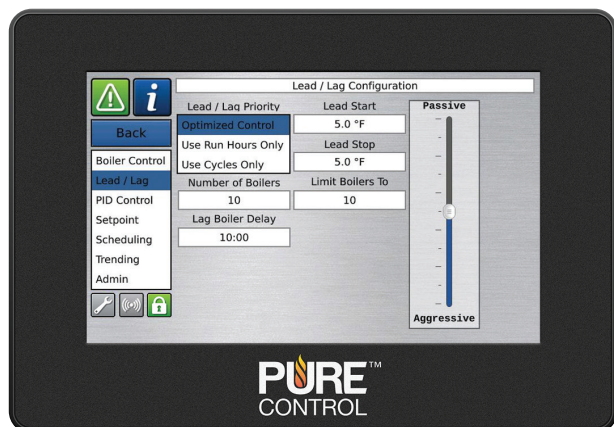 Lead / Lag Configuration
i
Back
Boiler Control
Lead / Lag
PID Control
Setpoint
Scheduling
Trending
Admin
Lead / Lag Priority
Optimized Control
Use Run Hours Only
Use Cycles Only
Number of Boilers
10
Lag Boiler Delay
10:00
Lead Start
5.0 °F
Lead Stop
5.0 °F
Limit Boilers To
10
Passive
Aggressive
PURE™
CONTROL